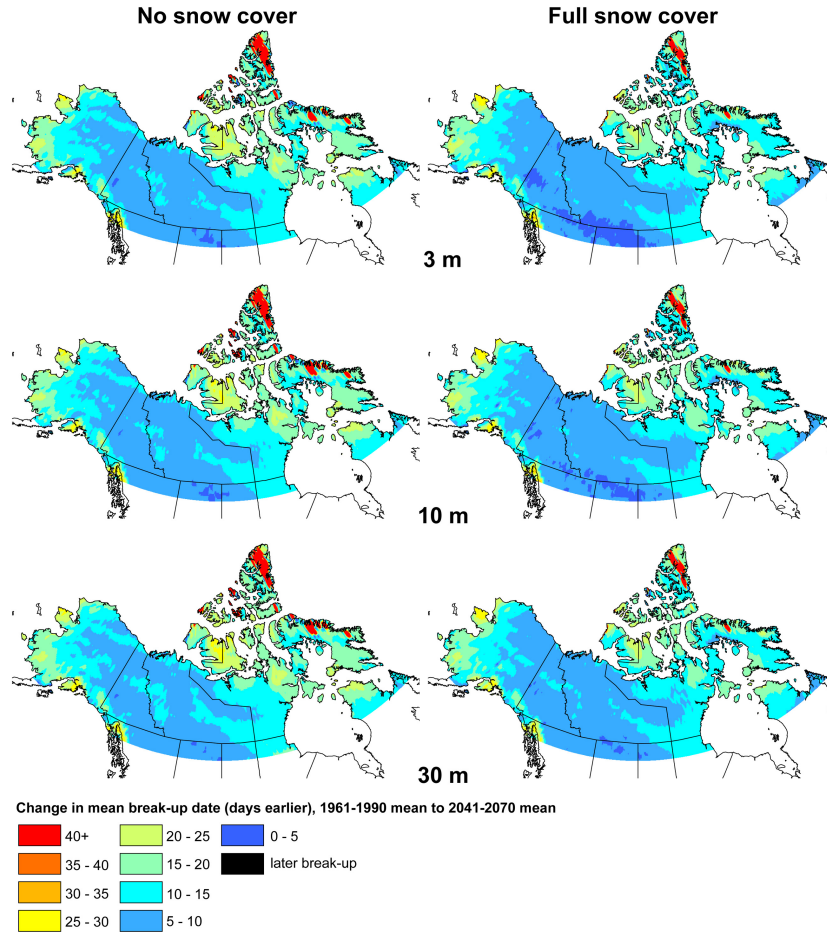 No snow cover
Full snow cover
3 m
10 m
30 m
Change in mean break-up date (days earlier), 1961-1990 mean to 2041-2070 mean
40+
20 - 25
0 - 5
35 - 40
15 - 20
later break-up
30 - 35
10 - 15
25 - 30
5 - 10